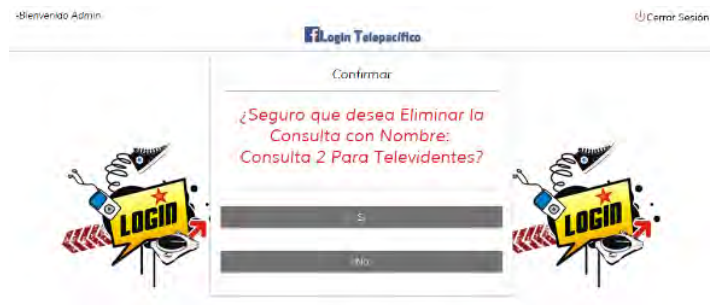 -Bienvenido Admin
Cerrar Sesión
Login Telepacífico
Confirmar
¿Seguro que desea Eliminar la
Consulta con Nombre:
Consulta 2 Para Televidentes?
Si
No
LOGIN
LOGIN